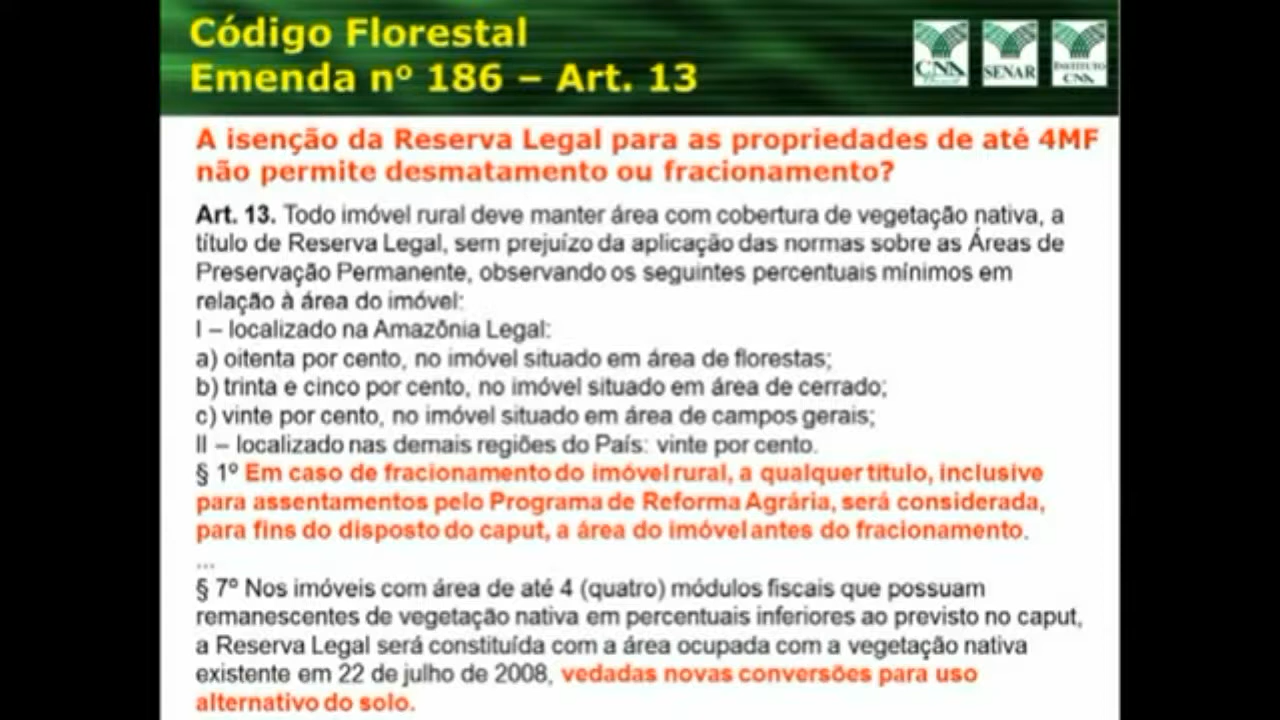 Código Florestal
Emenda nº 186 – Art. 13
CNA
SENAR
INSTITUTO
CNA
A isenção da Reserva Legal para as propriedades de até 4MF
não permite desmatamento ou fracionamento?
Art. 13. Todo imóvel rural deve manter área com cobertura de vegetação nativa, a
título de Reserva Legal, sem prejuízo da aplicação das normas sobre as Áreas de
Preservação Permanente, observando os seguintes percentuais mínimos em
relação à área do imóvel:
I – localizado na Amazônia Legal:
a) oitenta por cento, no imóvel situado em área de florestas;
b) trinta e cinco por cento, no imóvel situado em área de cerrado;
c) vinte por cento, no imóvel situado em área de campos gerais;
II – localizado nas demais regiões do País: vinte por cento.
§ 1º Em caso de fracionamento do imóvel rural, a qualquer título, inclusive
para assentamentos pelo Programa de Reforma Agrária, será considerada,
para fins do disposto do caput, a área do imóvel antes do fracionamento.
...
§ 7º Nos imóveis com área de até 4 (quatro) módulos fiscais que possuam
remanescentes de vegetação nativa em percentuais inferiores ao previsto no caput,
a Reserva Legal será constituída com a área ocupada com a vegetação nativa
existente em 22 de julho de 2008, vedadas novas conversões para uso
alternativo do solo.